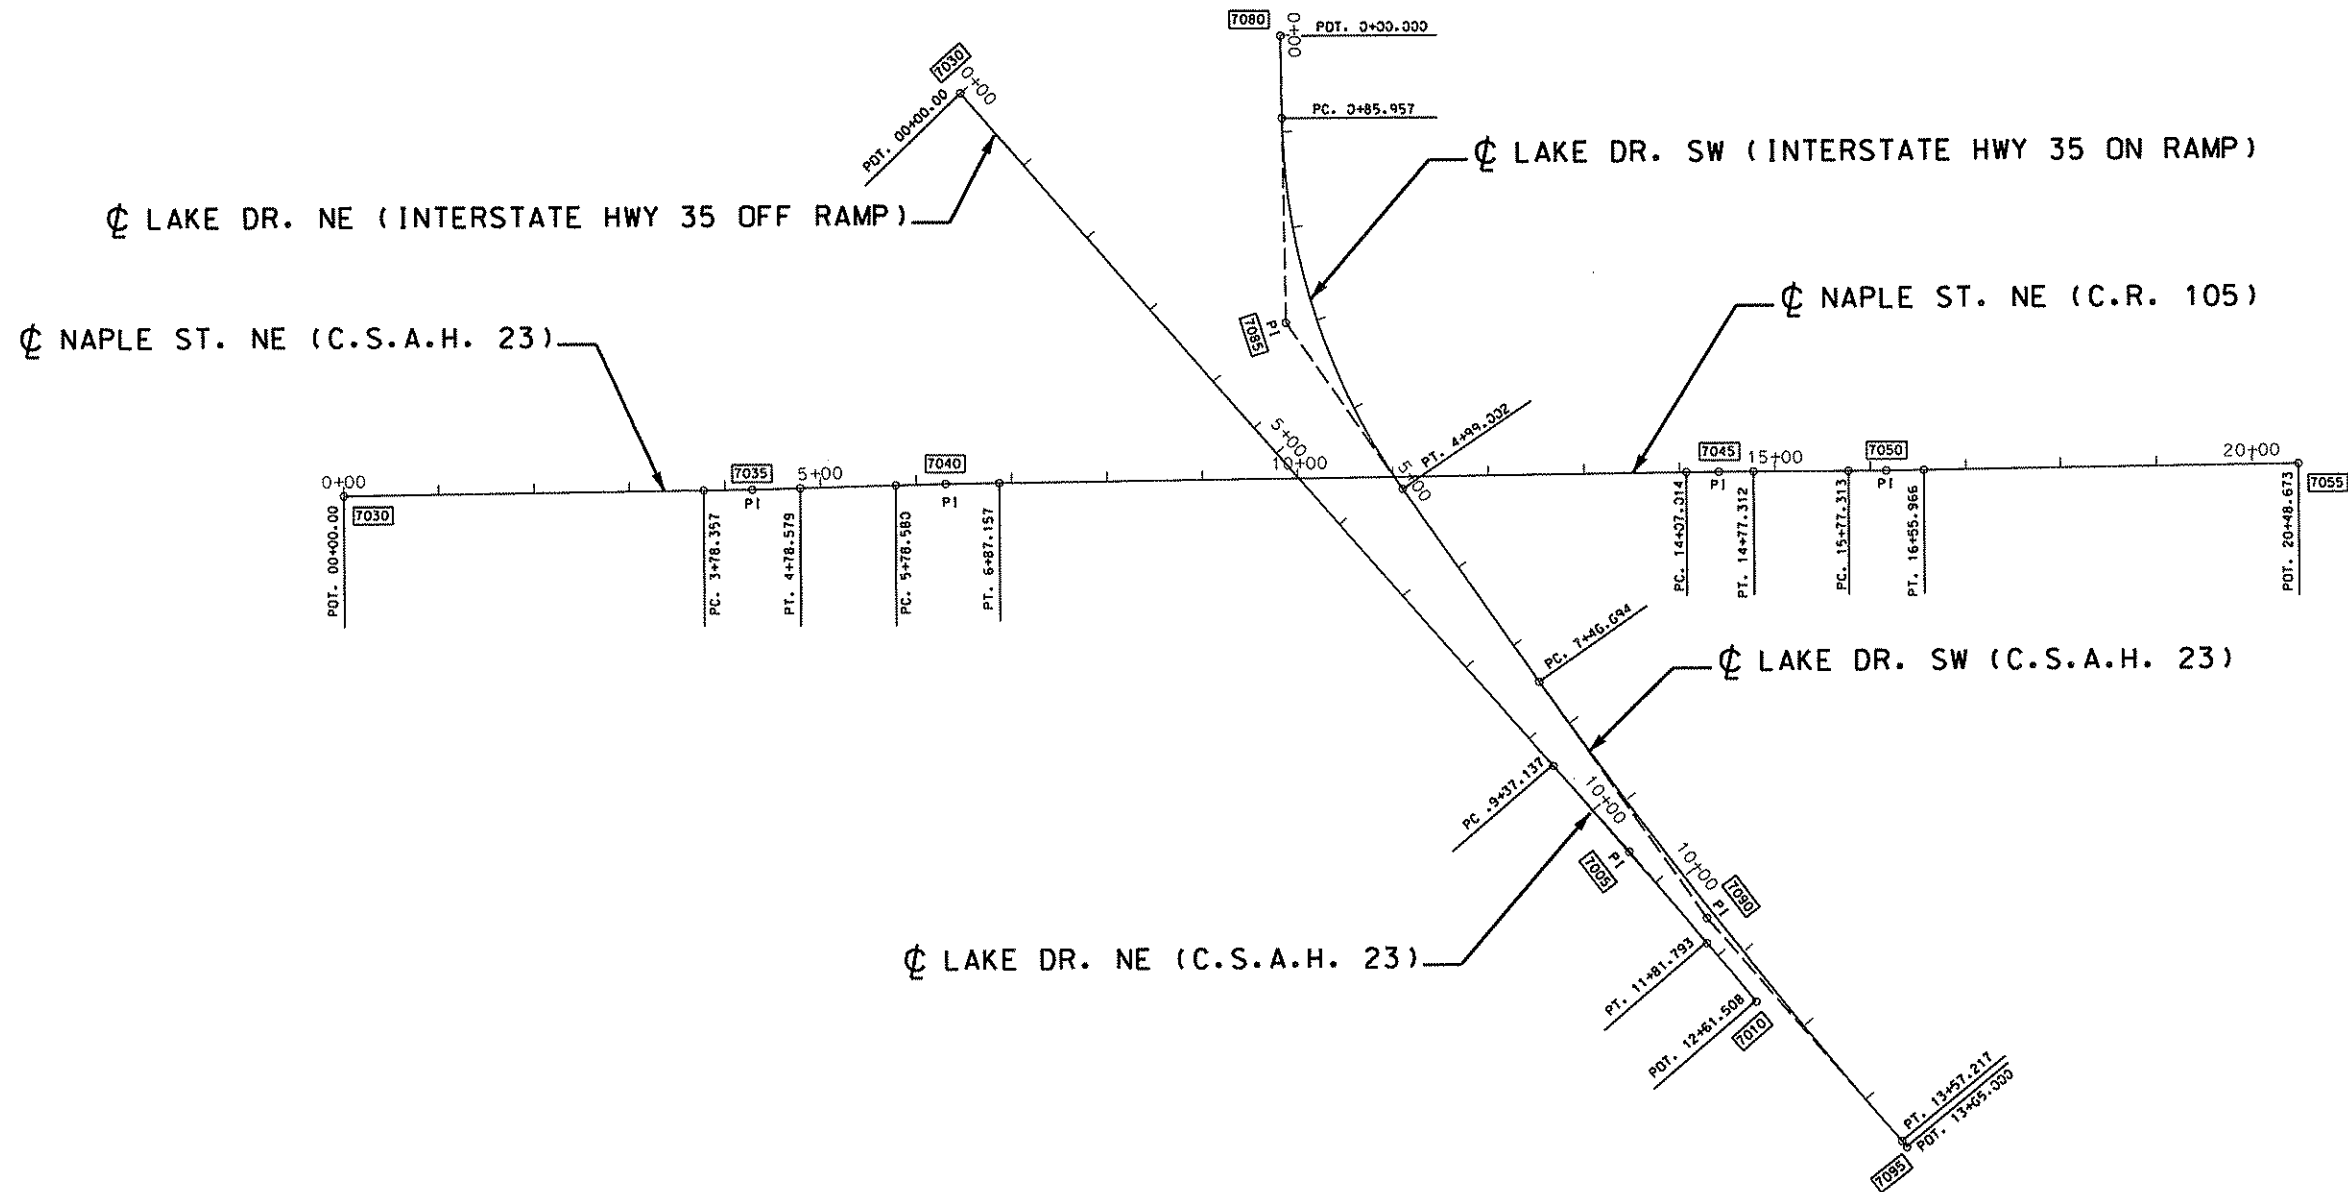 7080
0+00
POT. 0+00.000
7030
0+00
POT. 00+00.00
PC. 0+85.957
℄ LAKE DR. SW (INTERSTATE HWY 35 ON RAMP)
℄ LAKE DR. NE (INTERSTATE HWY 35 OFF RAMP)
℄ NAPLE ST. NE (C.R. 105)
7085
PI
℄ NAPLE ST. NE (C.S.A.H. 23)
PT. 4+99.002
5+00
5+00
0+00
7030
POT. 00+00.00
PC. 3+78.357
7035
PI
PT. 4+78.579
5+00
PC. 5+78.580
7040
PI
PT. 6+87.157
10+00
PC. 14+07.014
7045
PI
PT. 14+77.312
15+00
PC. 15+77.313
7050
PI
PT. 16+55.966
20+00
POT. 20+48.673
7055
PC. 7+46.694
℄ LAKE DR. SW (C.S.A.H. 23)
PC .9+37.137
10+00
PI
7005
10+00
7090
PI
℄ LAKE DR. NE (C.S.A.H. 23)
PT. 11+81.793
POT. 12+61.508
7010
PT. 13+57.217
POT. 13+65.000
7095